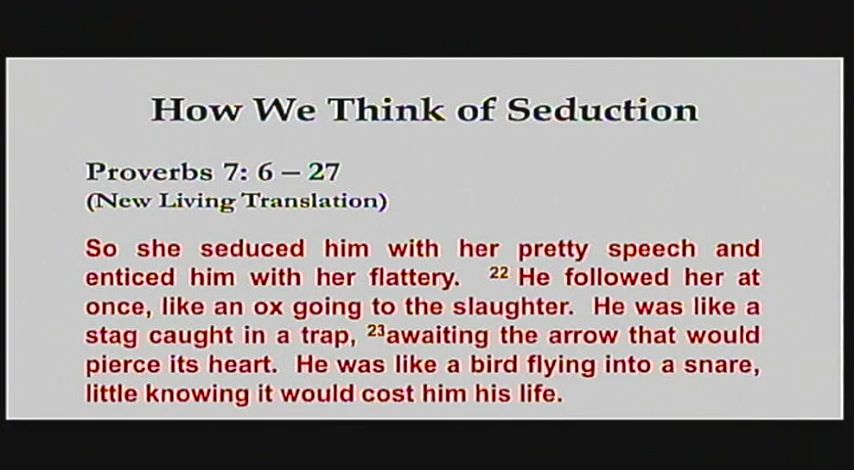 How We Think of Seduction
Proverbs 7: 6 – 27
(New Living Translation)
So she seduced him with her pretty speech and
enticed him with her flattery. 22 He followed her at
once, like an ox going to the slaughter. He was like a
stag caught in a trap, 23awaiting the arrow that would
pierce its heart. He was like a bird flying into a snare,
little knowing it would cost him his life.